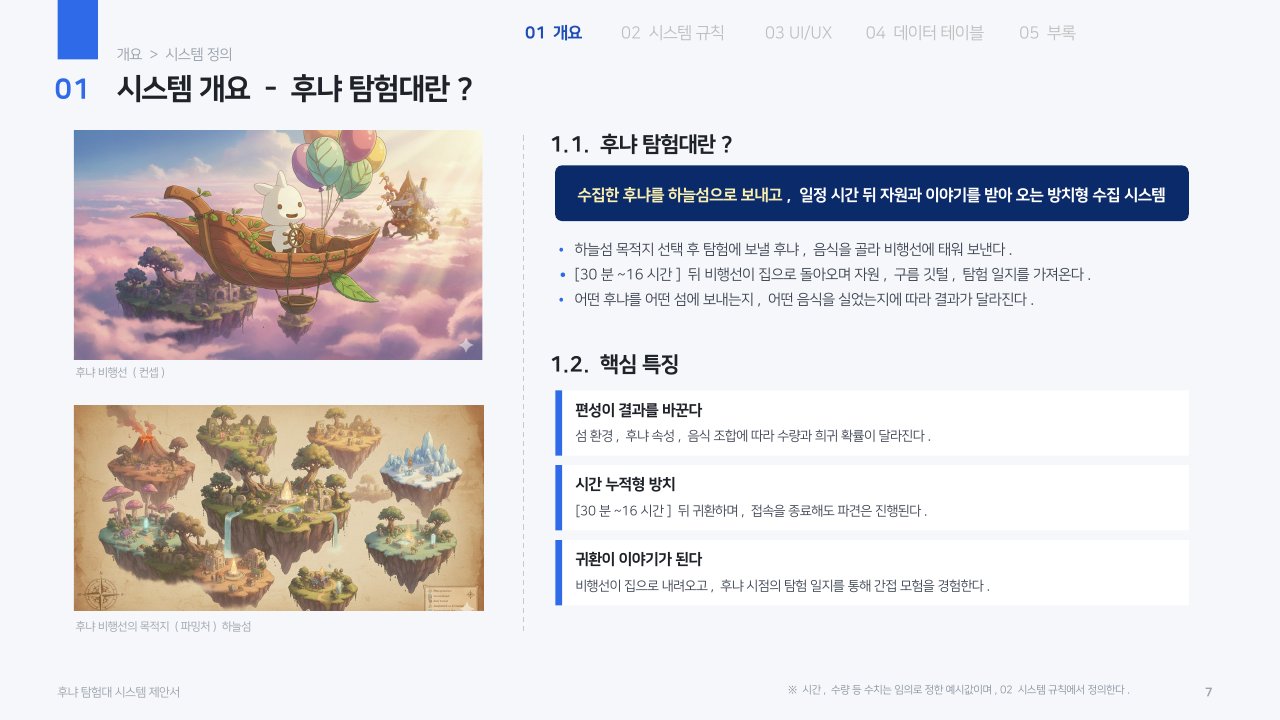 01 개요
02 시스템 규칙
03 UI/UX
04 데이터 테이블
05 부록
개요 > 시스템 정의
01 시스템 개요 - 후냐 탐험대란 ?
후냐 비행선 ( 컨셉 )
후냐 비행선의 목적지 ( 파밍처 ) 하늘섬
1.1. 후냐 탐험대란 ?
수집한 후냐를 하늘섬으로 보내고 , 일정 시간 뒤 자원과 이야기를 받아 오는 방치형 수집 시스템
• 하늘섬 목적지 선택 후 탐험에 보낼 후냐 , 음식을 골라 비행선에 태워 보낸다 .
• [30 분 ~16 시간 ] 뒤 비행선이 집으로 돌아오며 자원 , 구름 깃털 , 탐험 일지를 가져온다 .
• 어떤 후냐를 어떤 섬에 보내는지 , 어떤 음식을 실었는지에 따라 결과가 달라진다 .
1.2. 핵심 특징
편성이 결과를 바꾼다
섬 환경 , 후냐 속성 , 음식 조합에 따라 수량과 희귀 확률이 달라진다 .
시간 누적형 방치
[30 분 ~16 시간 ] 뒤 귀환하며 , 접속을 종료해도 파견은 진행된다 .
귀환이 이야기가 된다
비행선이 집으로 내려오고 , 후냐 시점의 탐험 일지를 통해 간접 모험을 경험한다 .
후냐 탐험대 시스템 제안서
※ 시간 , 수량 등 수치는 임의로 정한 예시값이며 , 02 시스템 규칙에서 정의한다 .
7